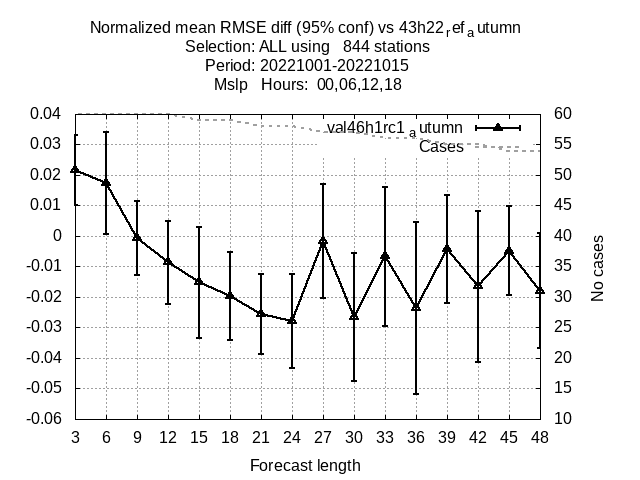 Normalized mean RMSE diff (95% conf) vs 43h22refautumn
Selection: ALL using 844 stations
Period: 20221001-20221015
Mslp Hours: 00,06,12,18
val46h1rc1autumn
Cases
0.04
0.03
0.02
0.01
0
-0.01
-0.02
-0.03
-0.04
-0.05
-0.06
60
55
50
45
40
35
30
25
20
15
10
No cases
3 6 9 12 15 18 21 24 27 30 33 36 39 42 45 48
Forecast length